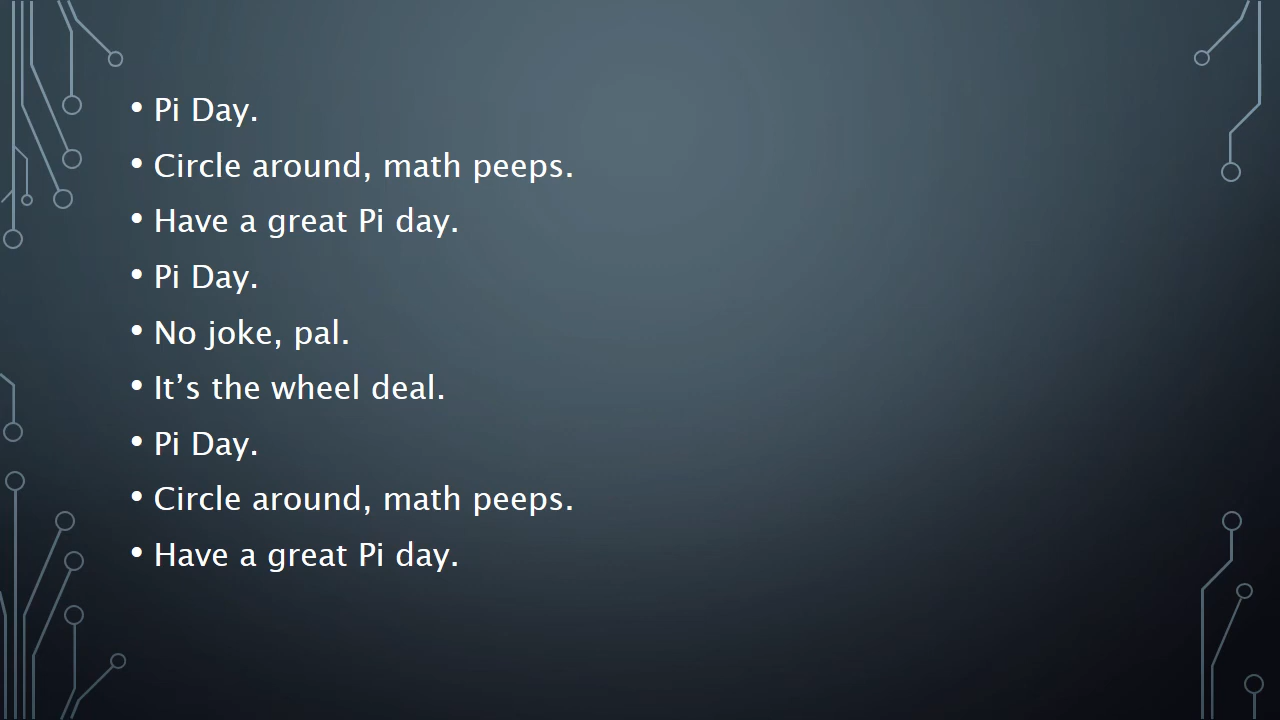 • Pi Day.
• Circle around, math peeps.
• Have a great Pi day.
• Pi Day.
• No joke, pal.
• It’s the wheel deal.
• Pi Day.
• Circle around, math peeps.
• Have a great Pi day.